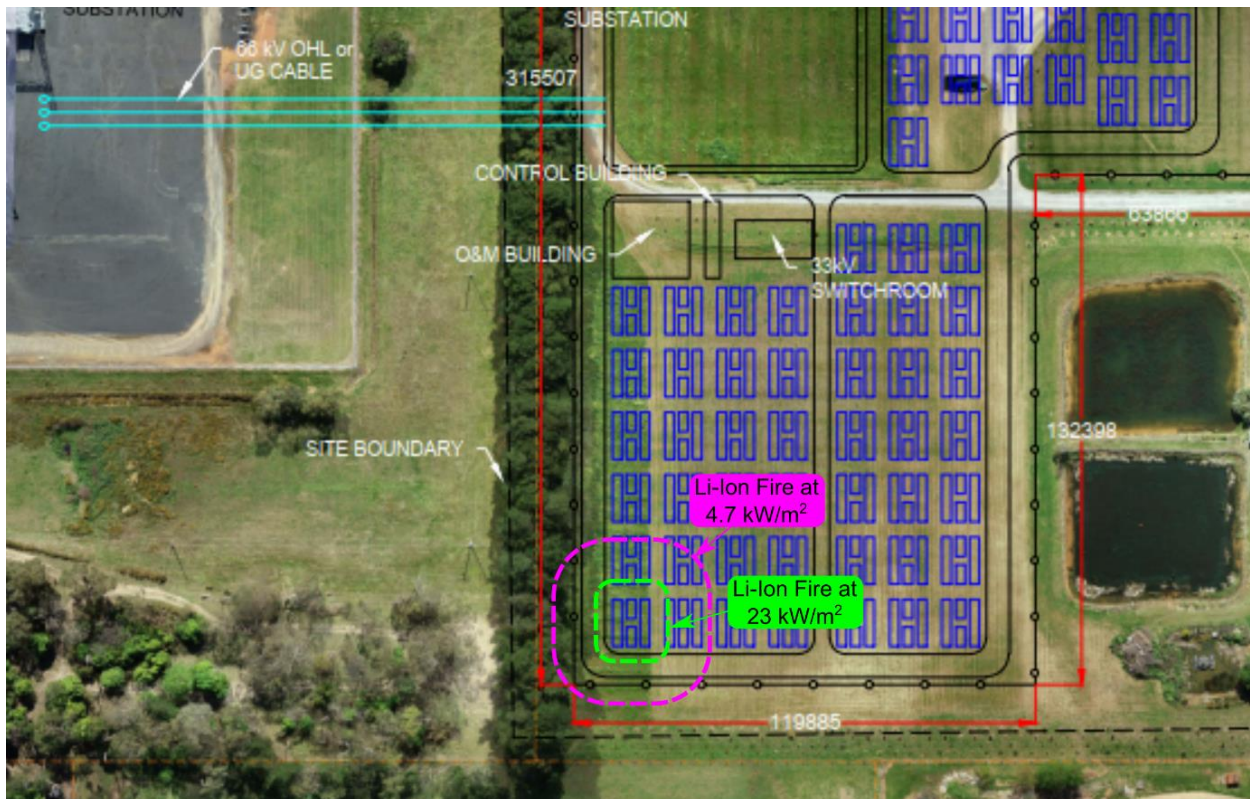 SUBSTATION
SUBSTATION
66 kV OHL or
UG CABLE
315507
CONTROL BUILDING
63866
O&M BUILDING
33kV
SWITCHROOM
132398
SITE BOUNDARY
Li-Ion Fire at
4.7 kW/m²
Li-Ion Fire at
23 kW/m²
119885